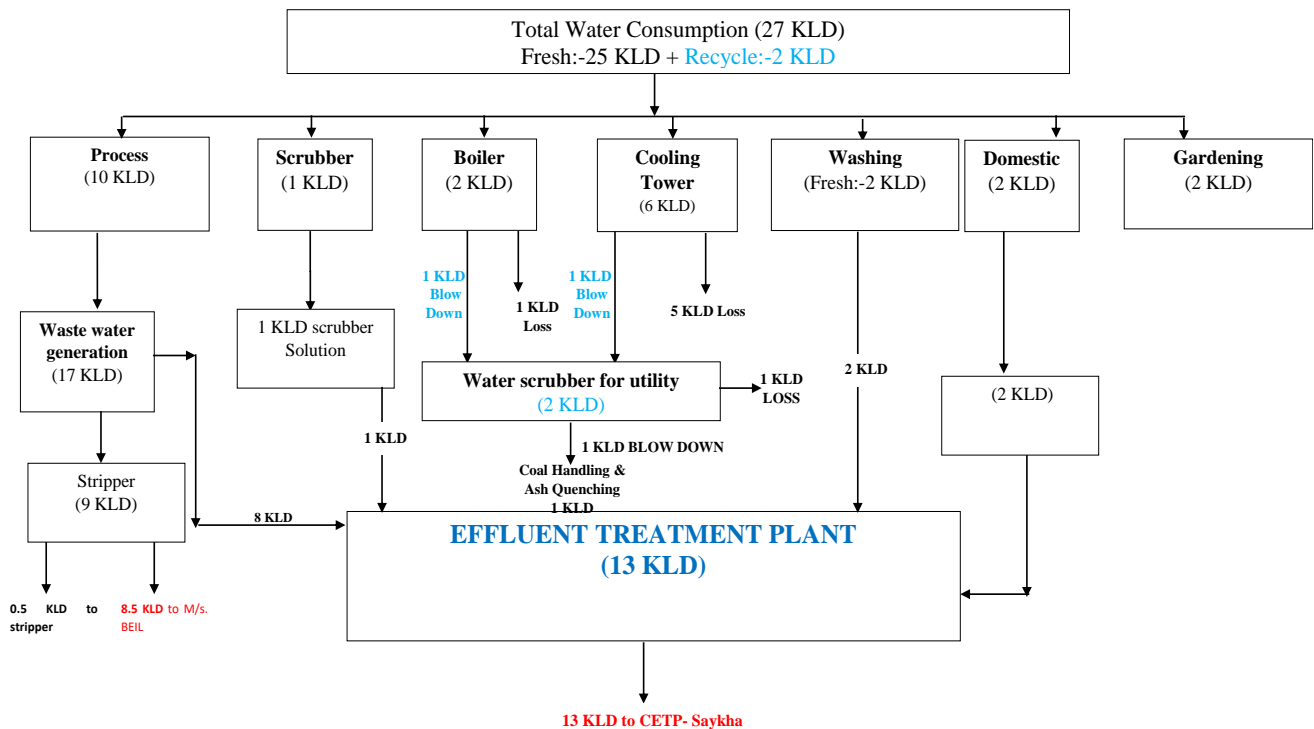 Total Water Consumption (27 KLD)
Fresh:-25 KLD + Recycle:-2 KLD
Process
(10 KLD)
Scrubber
(1 KLD)
Boiler
(2 KLD)
Cooling
Tower
(6 KLD)
Washing
(Fresh:-2 KLD)
Domestic
(2 KLD)
Gardening
(2 KLD)
1 KLD
Blow
Down
1 KLD
Loss
1 KLD
Blow
Down
5 KLD Loss
Waste water
generation
(17 KLD)
1 KLD scrubber
Solution
Water scrubber for utility
(2 KLD)
1 KLD
LOSS
2 KLD
(2 KLD)
1 KLD
1 KLD BLOW DOWN
Coal Handling &
Ash Quenching
1 KLD
Stripper
(9 KLD)
8 KLD
EFFLUENT TREATMENT PLANT
(13 KLD)
0.5 KLD to
stripper
8.5 KLD to M/s.
BEIL
13 KLD to CETP- Saykha